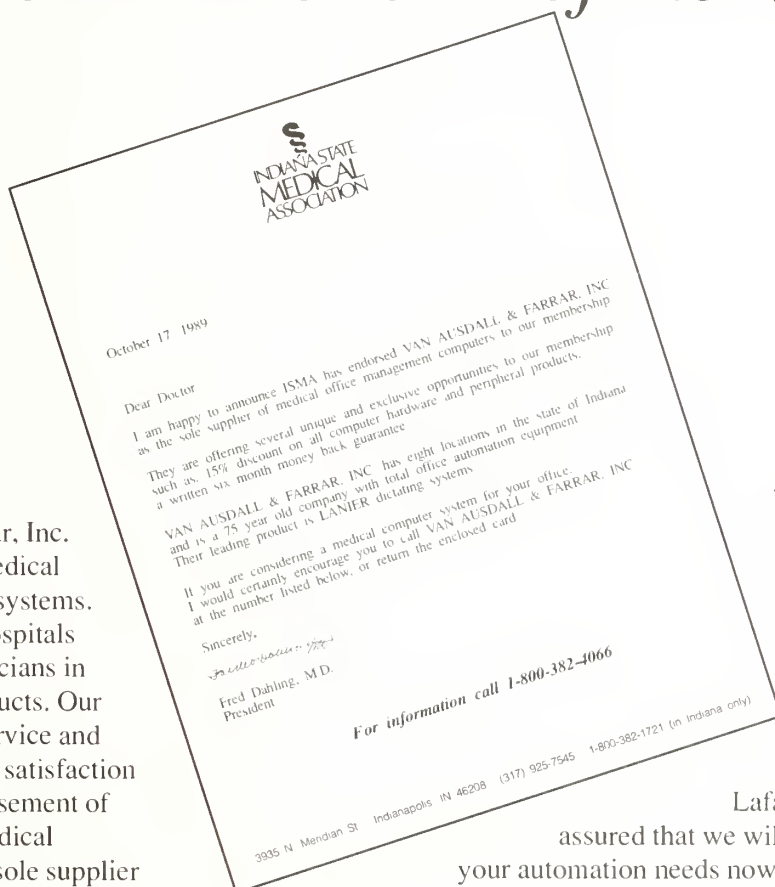 INDIANA STATE
MEDICAL
ASSOCIATION
October 17 1989
Dear Doctor
I am happy to announce ISMA has endorsed VAN AUSDALL & FARRAR, INC
as the sole supplier of medical office management computers to our membership
They are offering several unique and exclusive opportunities to our membership
such as, 15% discount on all computer hardware and peripheral products,
a written six month money back guarantee
VAN AUSDALL & FARRAR, INC has eight locations in the state of Indiana
and is a 75 year old company with total office automation equipment
Their leading product is LANIER dictating systems
If you are considering a medical computer system for your office.
I would certainly encourage you to call VAN AUSDALL & FARRAR, INC
at the number listed below, or return the enclosed card
Sincerely,
Fred Dahling, M.D.
President
For information call 1-800-382-4066
3935 N Meridian St Indianapolis IN 46208 (317) 925-7545 1-800-382-1721 (in Indiana only)
r, Inc.
edical
systems.
ospitals
cians in
ucts. Our
rvice and
satisfaction
sement of
dical
sole supplier
Lafa
assured that we wil
your automation needs now